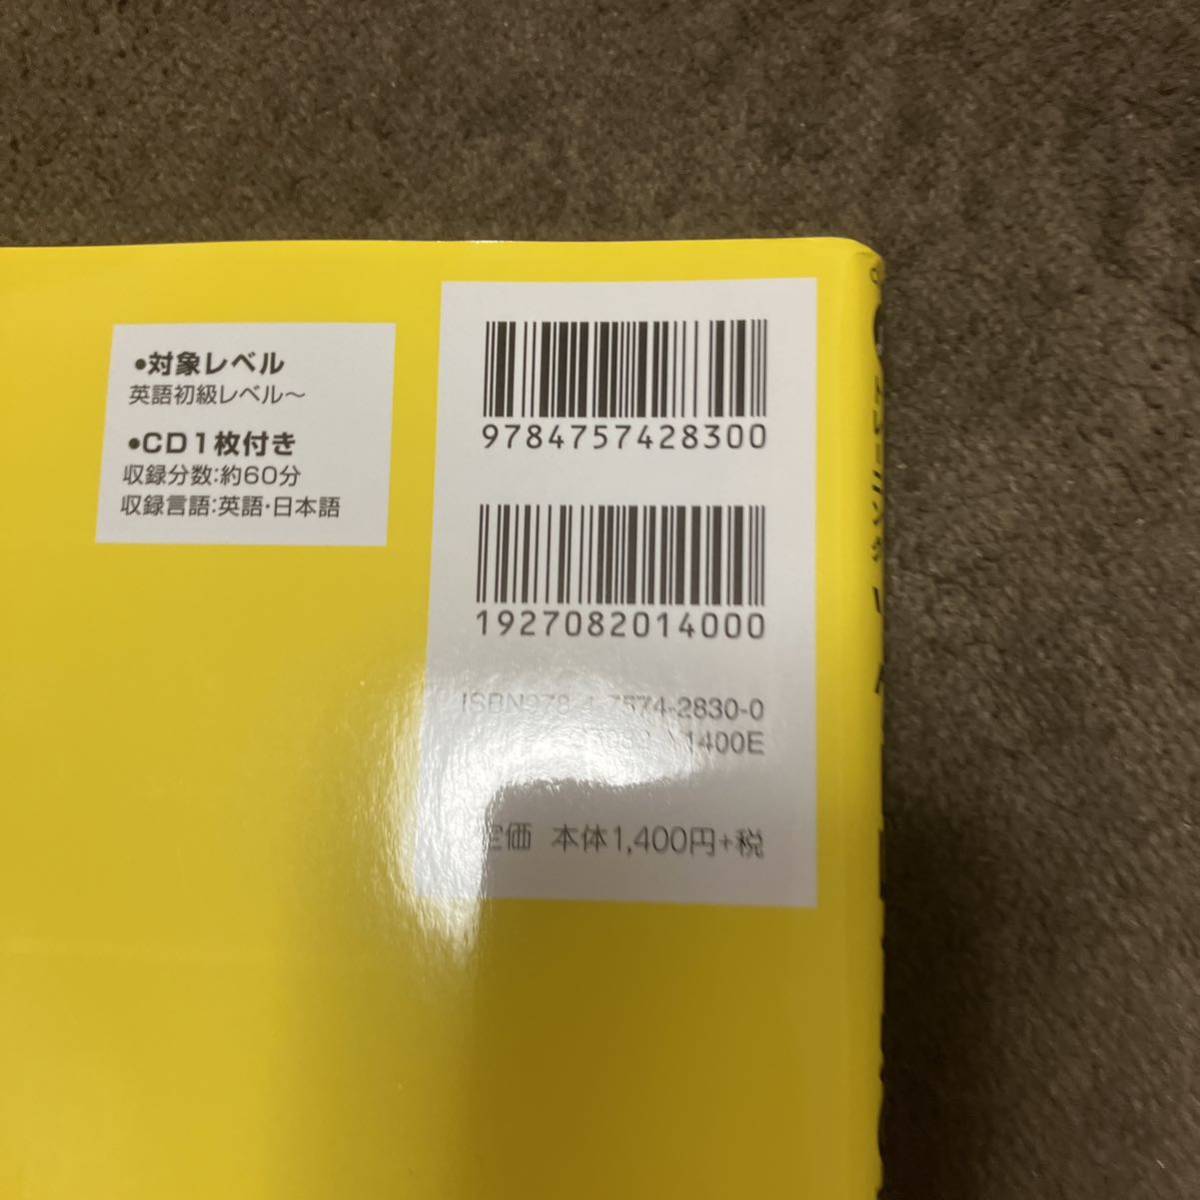 ●対象レベル
英語初級レベル～
●CD1枚付き
収録分数:約60分
収録言語:英語・日本語
9784757428300
1927082014000
ISBN978-4-7574-2830-0
1400E
定価 本体1,400円+税